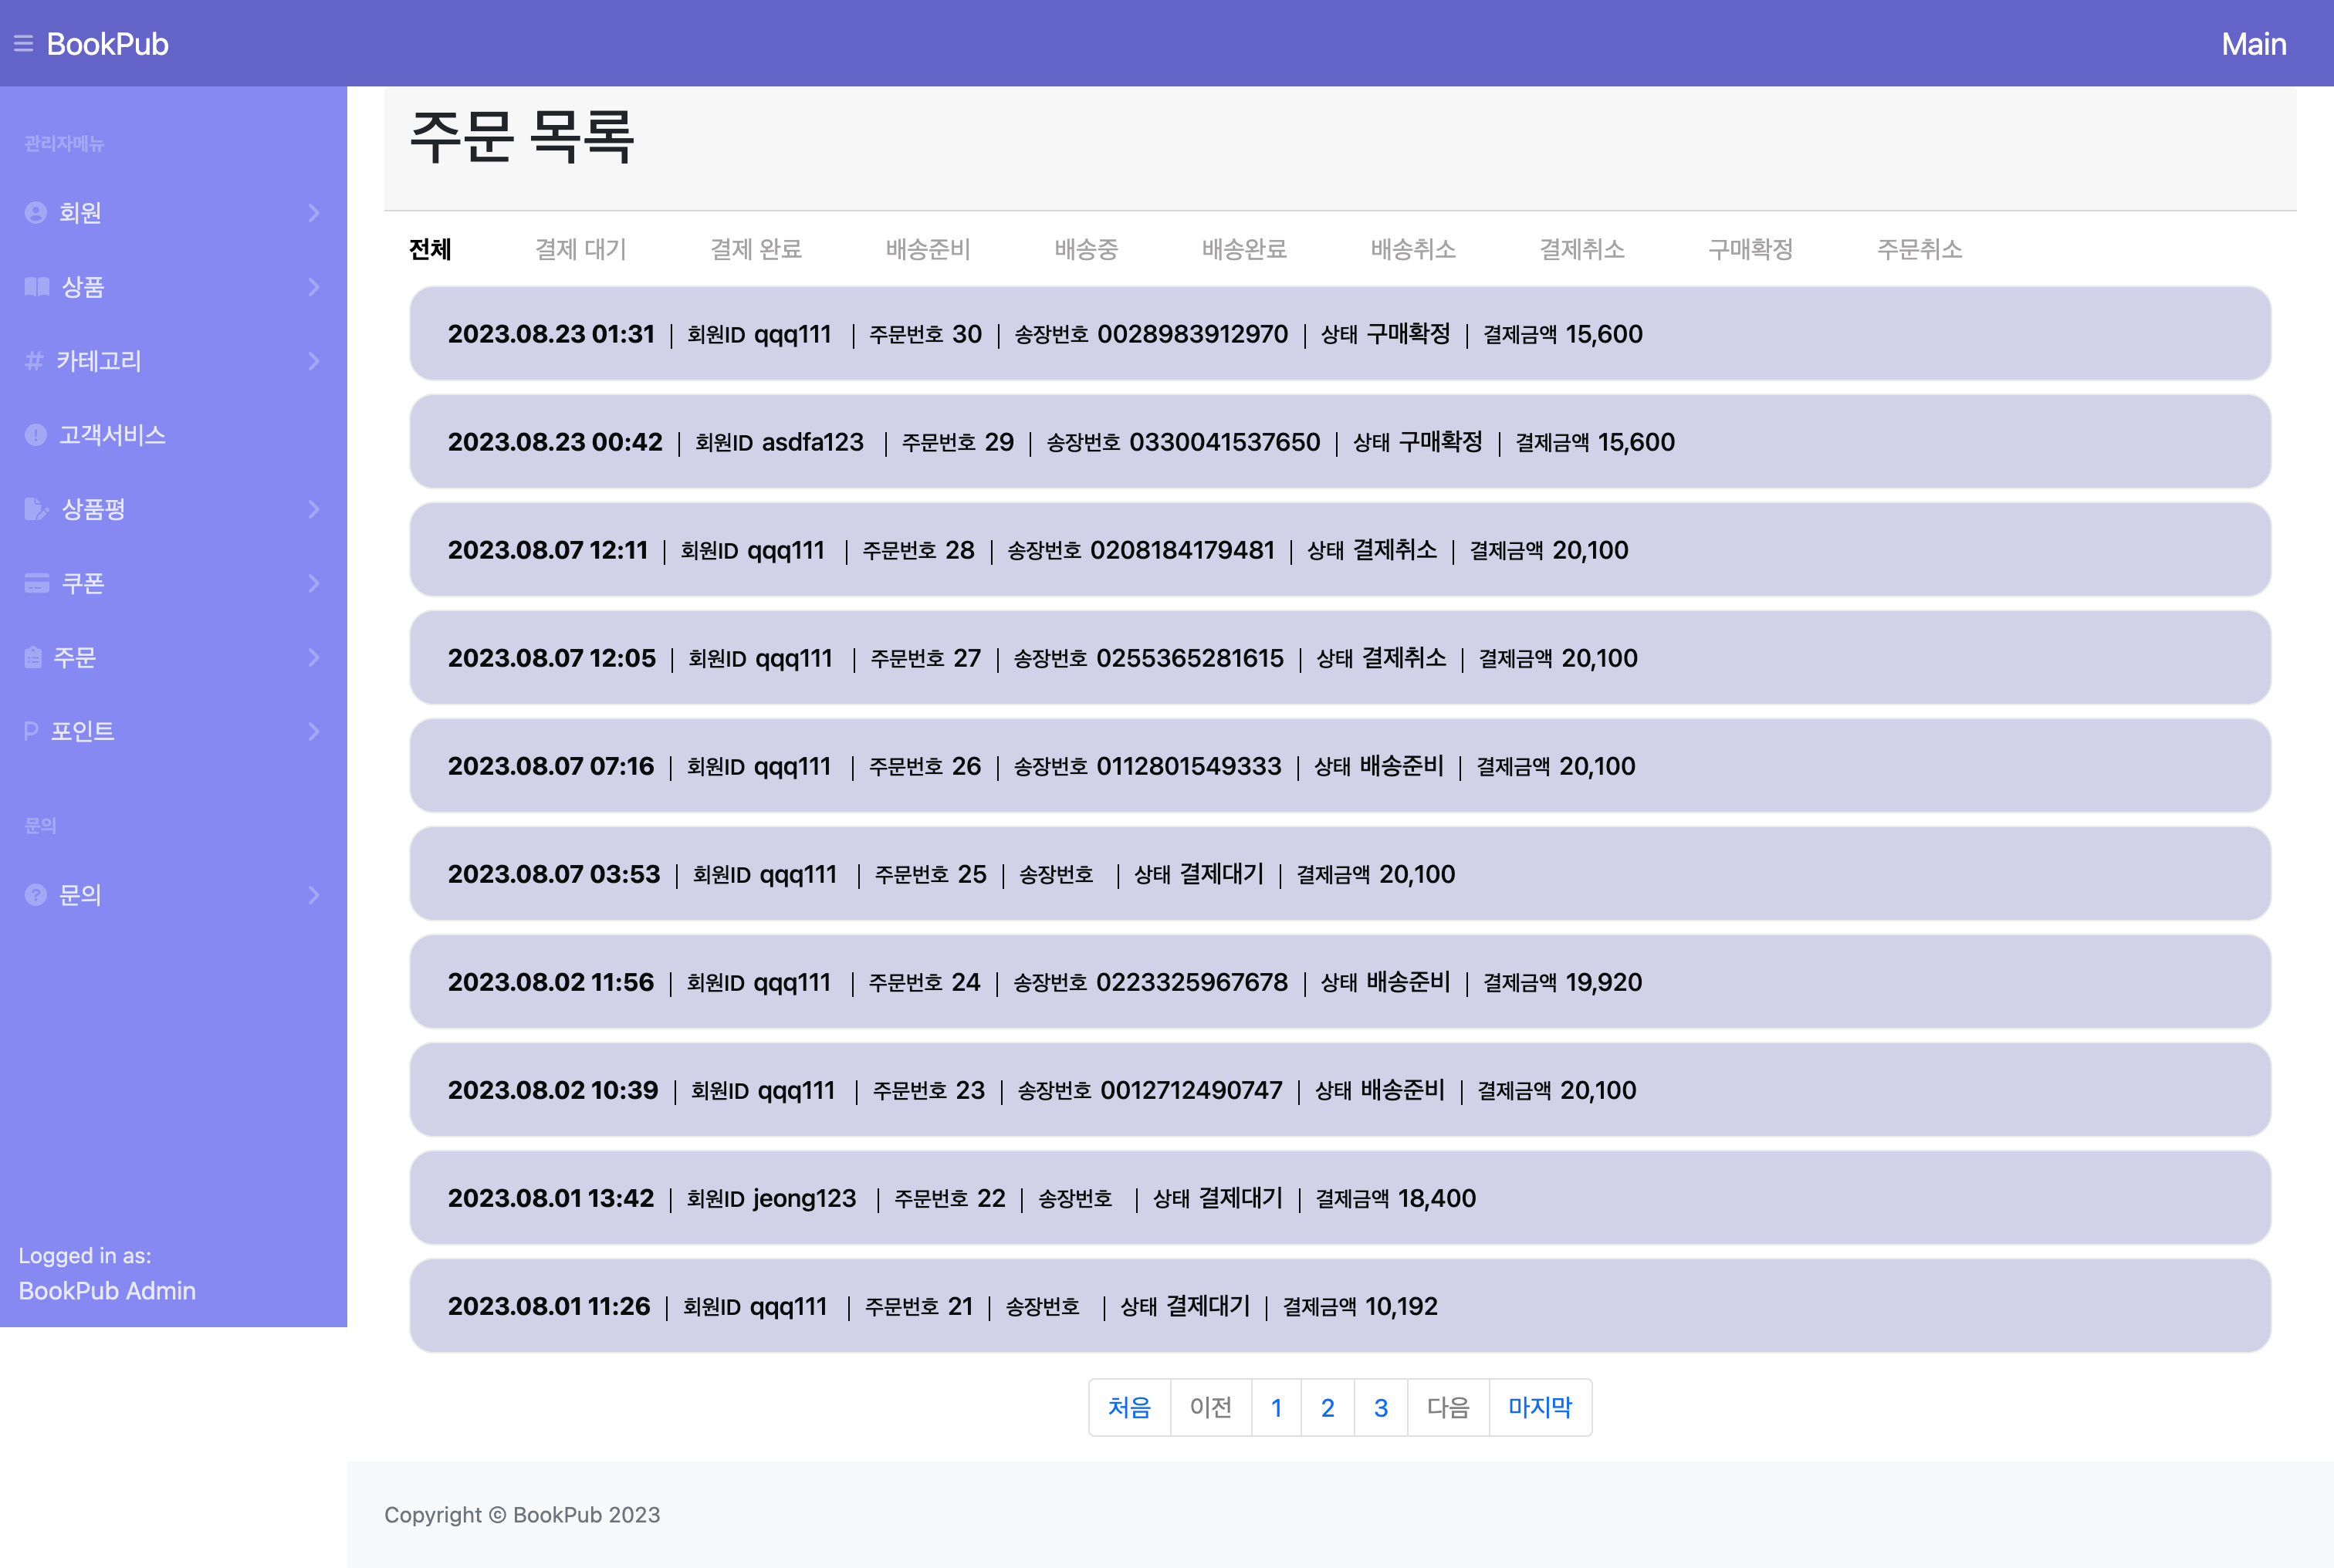 BookPub
Main
관리자메뉴
회원
상품
# 카테고리
고객서비스
상품평
쿠폰
주문
P 포인트
문의
문의
Logged in as:
BookPub Admin
주문 목록
전체 결제 대기 결제 완료 배송준비 배송중 배송완료 배송취소 결제취소 구매확정 주문취소
2023.08.23 01:31 | 회원ID qqq111 | 주문번호 30 | 송장번호 0028983912970 | 상태 구매확정 | 결제금액 15,600
2023.08.23 00:42 | 회원ID asdfa123 | 주문번호 29 | 송장번호 0330041537650 | 상태 구매확정 | 결제금액 15,600
2023.08.07 12:11 | 회원ID qqq111 | 주문번호 28 | 송장번호 0208184179481 | 상태 결제취소 | 결제금액 20,100
2023.08.07 12:05 | 회원ID qqq111 | 주문번호 27 | 송장번호 0255365281615 | 상태 결제취소 | 결제금액 20,100
2023.08.07 07:16 | 회원ID qqq111 | 주문번호 26 | 송장번호 0112801549333 | 상태 배송준비 | 결제금액 20,100
2023.08.07 03:53 | 회원ID qqq111 | 주문번호 25 | 송장번호 | 상태 결제대기 | 결제금액 20,100
2023.08.02 11:56 | 회원ID qqq111 | 주문번호 24 | 송장번호 0223325967678 | 상태 배송준비 | 결제금액 19,920
2023.08.02 10:39 | 회원ID qqq111 | 주문번호 23 | 송장번호 0012712490747 | 상태 배송준비 | 결제금액 20,100
2023.08.01 13:42 | 회원ID jeong123 | 주문번호 22 | 송장번호 | 상태 결제대기 | 결제금액 18,400
2023.08.01 11:26 | 회원ID qqq111 | 주문번호 21 | 송장번호 | 상태 결제대기 | 결제금액 10,192
처음 이전 1 2 3 다음 마지막
Copyright © BookPub 2023